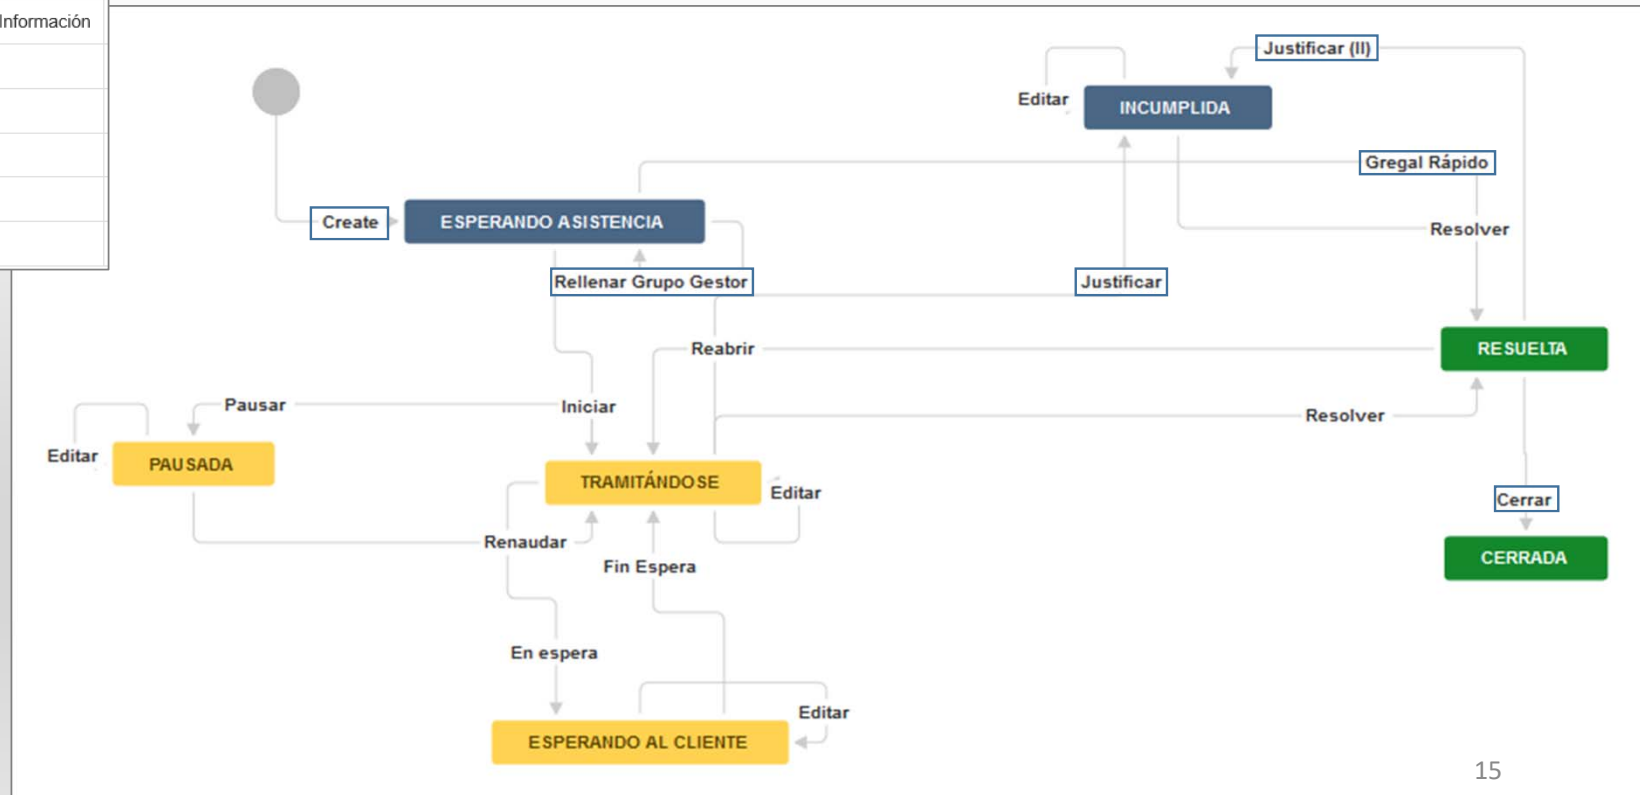 Información
Justificar (II)
Editar
INCUMPLIDA
Gregal Rápido
Create
ESPERANDO ASISTENCIA
Resolver
Rellenar Grupo Gestor
Justificar
Reabrir
RESUELTA
Pausar
Iniciar
Resolver
Editar
PAUSADA
TRAMITÁNDOSE
Editar
Cerrar
Renaudar
Fin Espera
CERRADA
En espera
Editar
ESPERANDO AL CLIENTE
15